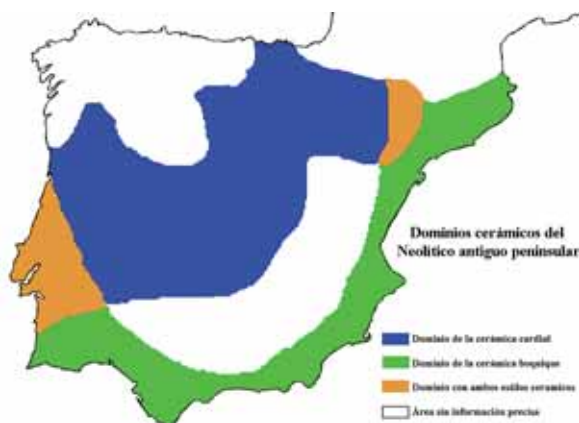 Dominios cerámicos del
Neolítico antiguo peninsular
Dominio de la cerámica cardial
Dominio de la cerámica boquique
Dominio con ambos estilos ceramicos
Área sin información precisa